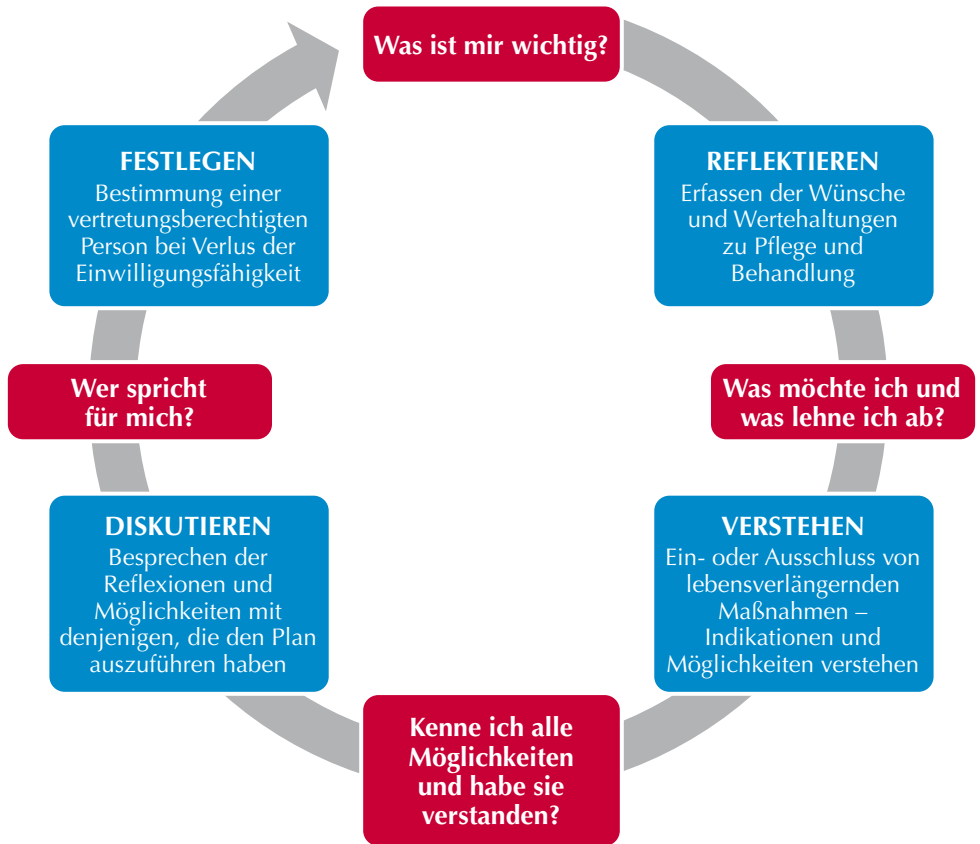 Was ist mir wichtig?
REFLEKTIEREN
Erfassen der Wünsche
und Wertehaltungen
zu Pflege und
Behandlung
Was möchte ich und
was lehne ich ab?
VERSTEHEN
Ein- oder Ausschluss von
lebensverlängernden
Maßnahmen –
Indikationen und
Möglichkeiten verstehen
Kenne ich alle
Möglichkeiten
und habe sie
verstanden?
DISKUTIEREN
Besprechen der
Reflexionen und
Möglichkeiten mit
denjenigen, die den Plan
auszuführen haben
Wer spricht
für mich?
FESTLEGEN
Bestimmung einer
vertretungsberechtigten
Person bei Verlus der
Einwilligungsfähigkeit